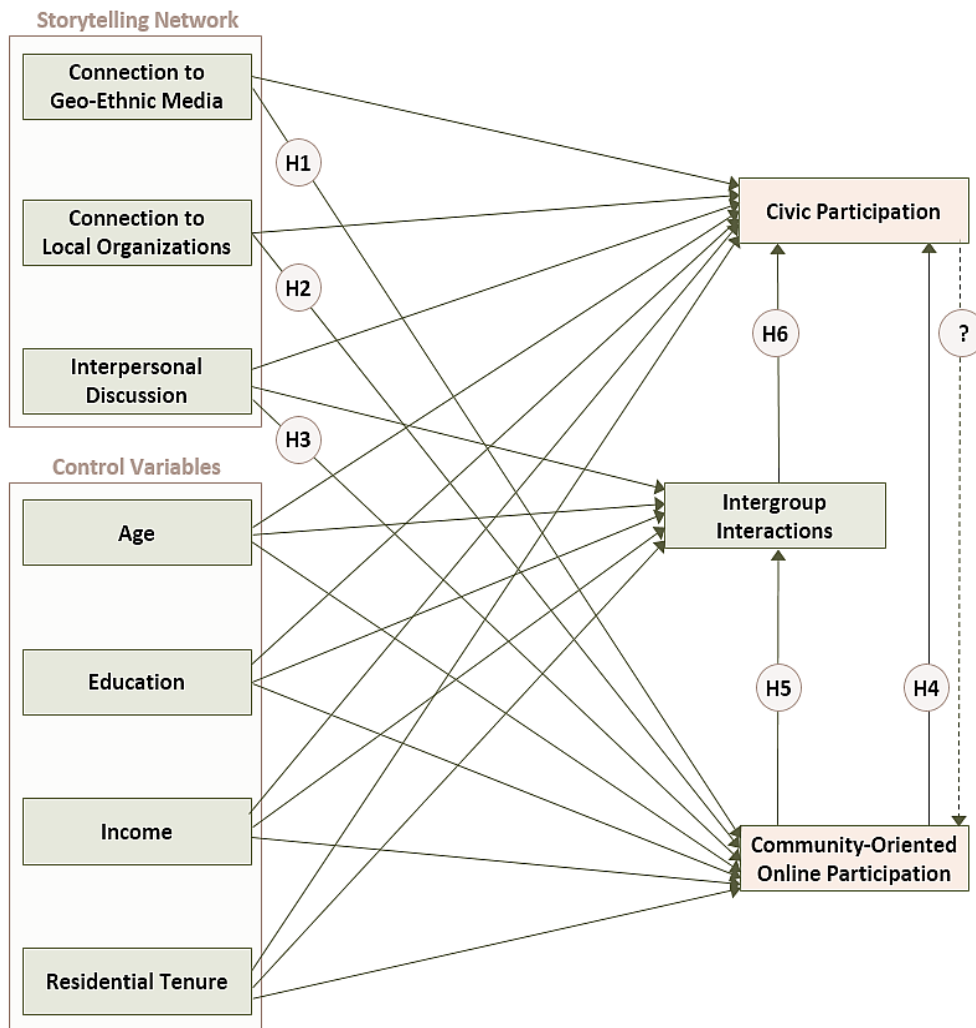 Storytelling Network
Connection to
Geo-Ethnic Media
H1
Connection to
Local Organizations
H2
Interpersonal
Discussion
H3
Control Variables
Age
Education
Income
Residential Tenure
Civic Participation
H6
?
Intergroup
Interactions
H5
H4
Community-Oriented
Online Participation